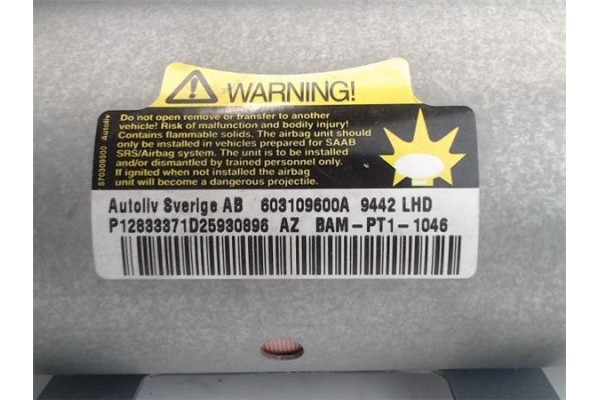 WARNING!
Do not open remove or transfer to another
vehicle! Risk of malfunction and bodily injury!
Contains flammable solids. The airbag unit should
only be installed in vehicles prepared for SAAB
SRS/Airbag system. The unit is to be installed
and/or dismantled by trained personnel only.
If ignited when not installed the airbag
unit will become a dangerous projectile.
570309500 Autoliv
Autoliv Sverige AB 603109600A 9442 LHD
P12833371D25930896 AZ BAM-PT1-1046